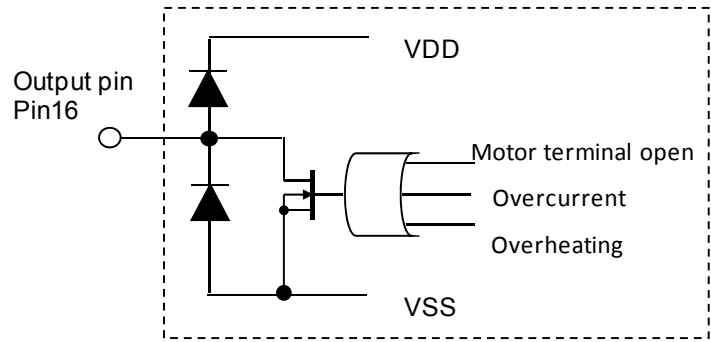 VDD
Output pin
Pin16
Motor terminal open
Overcurrent
Overheating
VSS